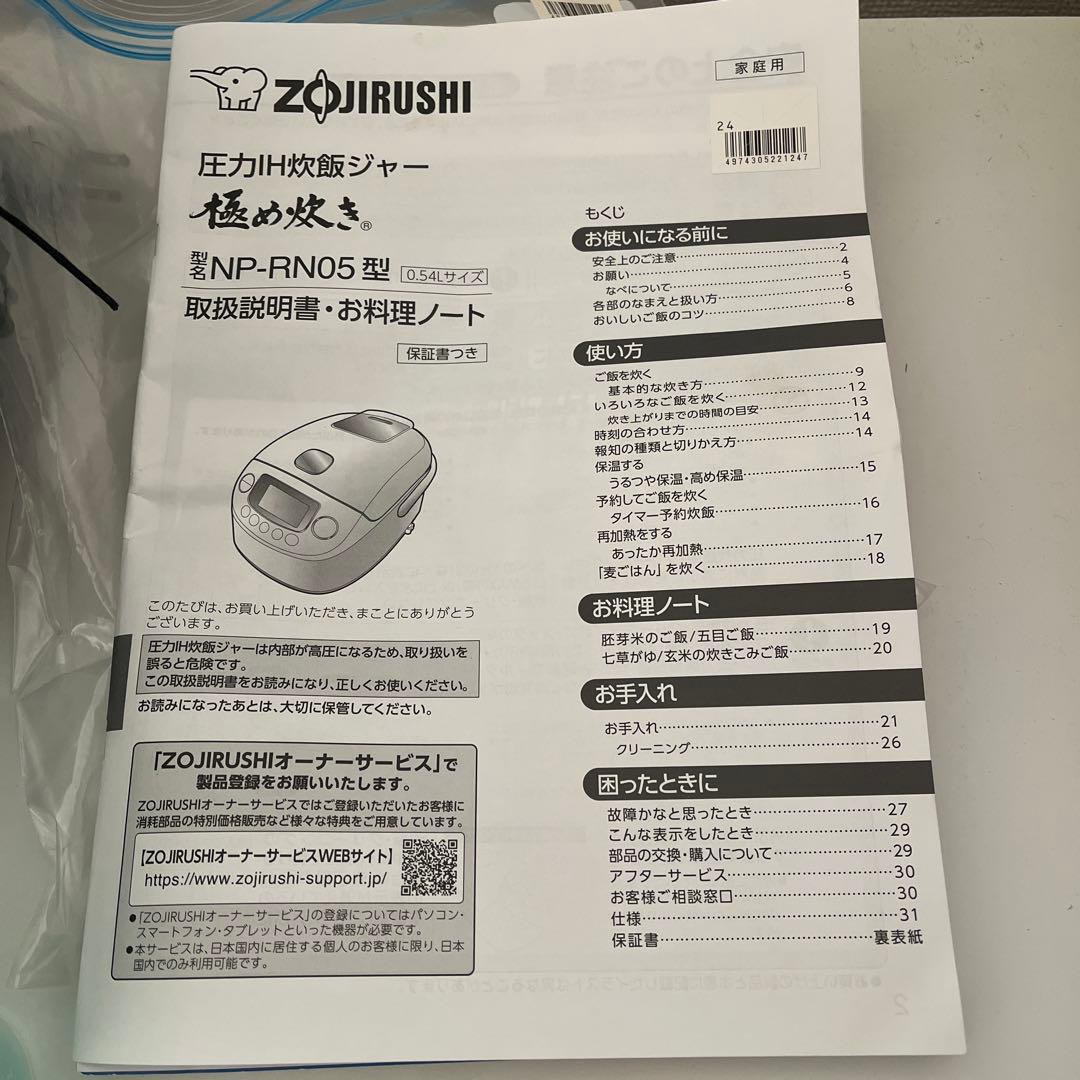 ZOJIRUSHI
圧力IH炊飯ジャー
極め炊き®
型名 NP-RN05型 0.54Lサイズ
取扱説明書・お料理ノート
保証書つき
このたびは、お買い上げいただき、まことにありがとう
ございます。
圧力IH炊飯ジャーは内部が高圧になるため、取り扱いを
誤ると危険です。
この取扱説明書をお読みになり、正しくお使いください。
お読みになったあとは、大切に保管してください。
「ZOJIRUSHIオーナーサービス」で
製品登録をお願いいたします。
ZOJIRUSHIオーナーサービスではご登録いただいたお客様に
消耗部品の特別価格販売など様々な特典をご用意しています。
【ZOJIRUSHIオーナーサービスWEBサイト】
https://www.zojirushi-support.jp/
●「ZOJIRUSHIオーナーサービス」の登録についてはパソコン・
スマートフォン・タブレットといった機器が必要です。
●本サービスは、日本国内に居住する個人のお客様に限り、日本
国内でのみ利用可能です。
家庭用
24
4974305221247
もくじ
お使いになる前に
安全上のご注意……2
お願い……4
なべについて……5
各部のなまえと扱い方……6
おいしいご飯のコツ……8
使い方
ご飯を炊く
基本的な炊き方……9
いろいろなご飯を炊く……12
炊き上がりまでの時間の目安……13
時刻の合わせ方……14
報知の種類と切りかえ方……14
保温する
うるつや保温・高め保温……15
予約してご飯を炊く
タイマー予約炊飯……16
再加熱をする
あったか再加熱……17
「麦ごはん」を炊く……18
お料理ノート
胚芽米のご飯/五目ご飯……19
七草がゆ/玄米の炊きこみご飯……20
お手入れ
お手入れ……21
クリーニング……26
困ったときに
故障かなと思ったとき……27
こんな表示をしたとき……29
部品の交換・購入について……29
アフターサービス……30
お客様ご相談窓口……30
仕様……31
保証書……裏表紙